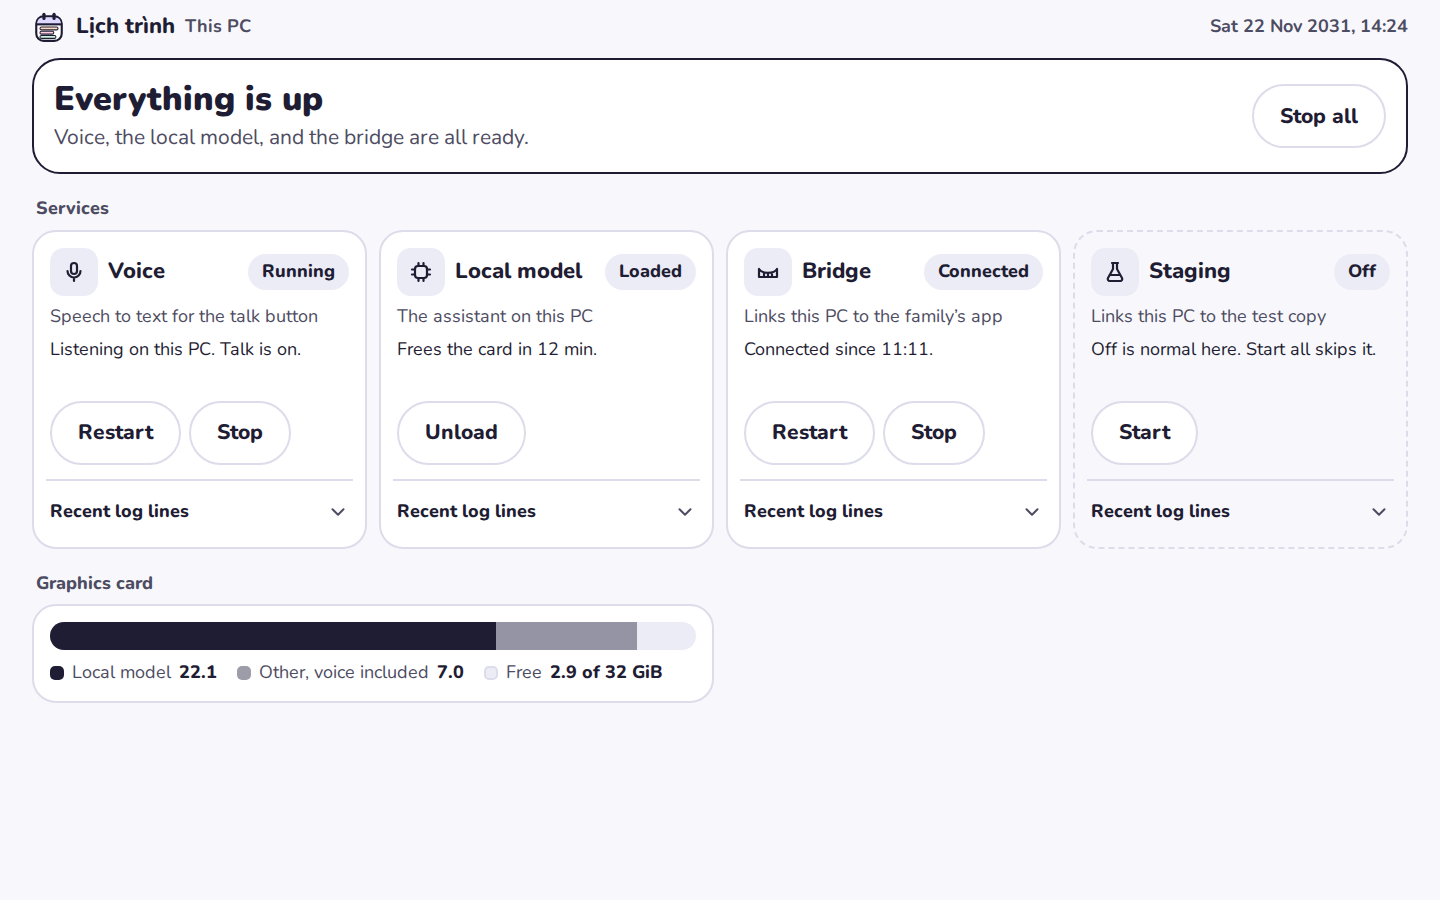 Lịch trình This PC
Sat 22 Nov 2031, 14:24
Everything is up
Voice, the local model, and the bridge are all ready.
Stop all
Services
Voice
Running
Speech to text for the talk button
Listening on this PC. Talk is on.
Restart
Stop
Recent log lines
Local model
Loaded
The assistant on this PC
Frees the card in 12 min.
Unload
Recent log lines
Bridge
Connected
Links this PC to the family’s app
Connected since 11:11.
Restart
Stop
Recent log lines
Staging
Off
Links this PC to the test copy
Off is normal here. Start all skips it.
Start
Recent log lines
Graphics card
Local model 22.1
Other, voice included 7.0
Free 2.9 of 32 GiB